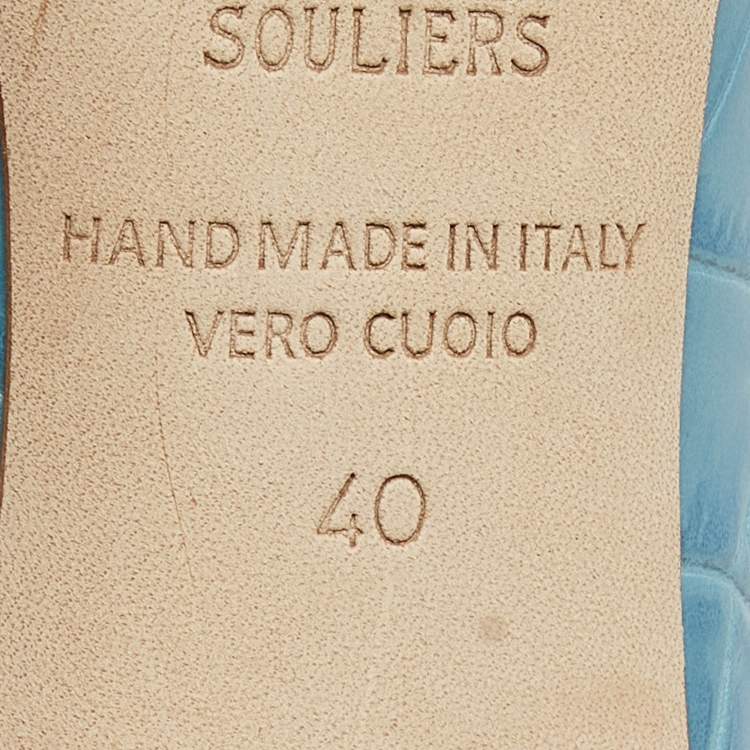 SOULIERS
HAND MADE IN ITALY
VERO CUOIO
40